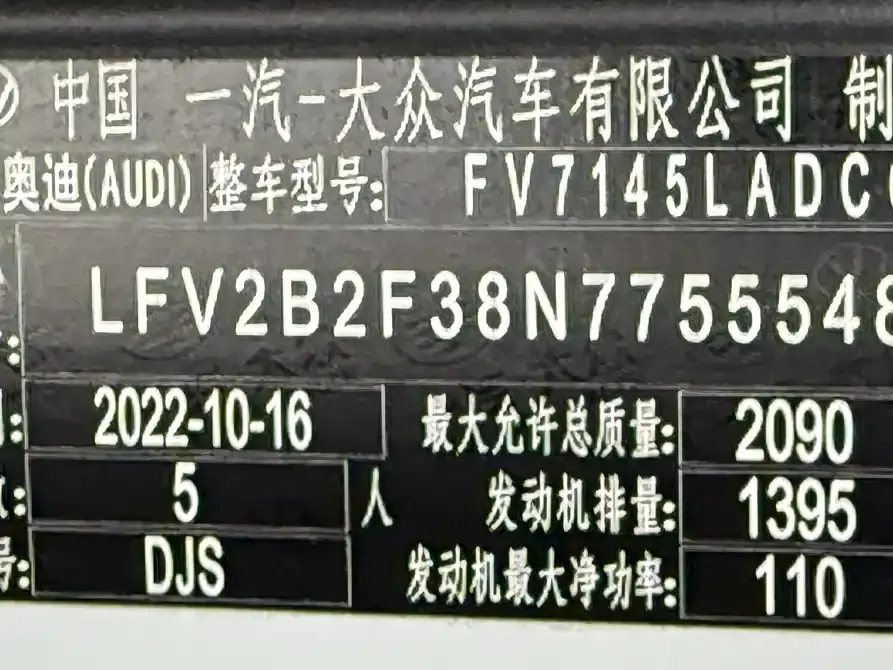 中国 一汽-大众汽车有限公司 制
奥迪(AUDI) 整车型号: FV7145LADC
LFV2B2F38N7755548
: 2022-10-16 最大允许总质量: 2090
: 5 人 发动机排量: 1395
号: DJS 发动机最大净功率: 110